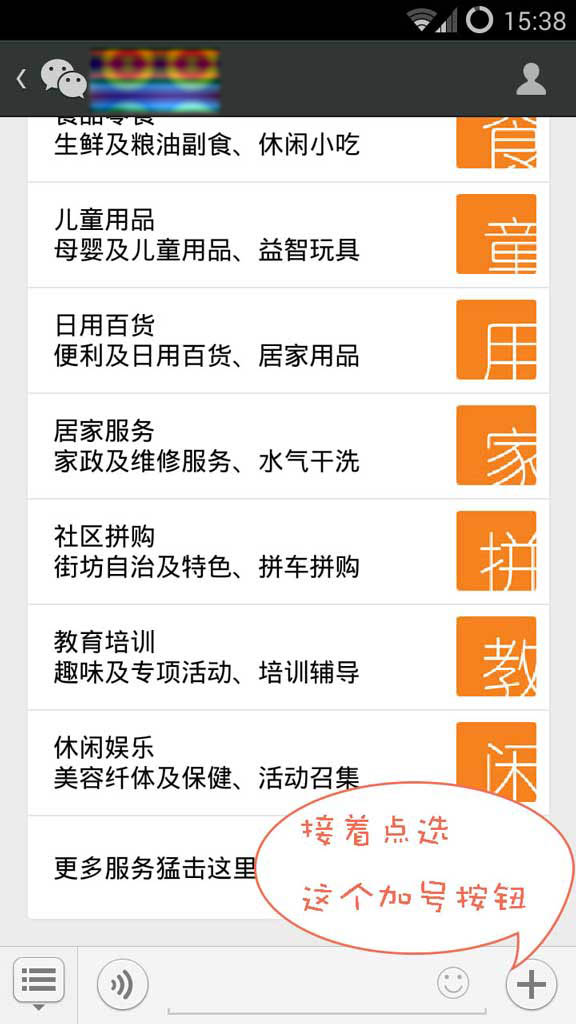 15:38
生鲜及粮油副食、休闲小吃
食
儿童用品
母婴及儿童用品、益智玩具
童
日用百货
便利及日用百货、居家用品
用
居家服务
家政及维修服务、水气干洗
家
社区拼购
街坊自治及特色、拼车拼购
拼
教育培训
趣味及专项活动、培训辅导
教
休闲娱乐
美容纤体及保健、活动召集
闲
更多服务猛击这里
接着点选
这个加号按钮